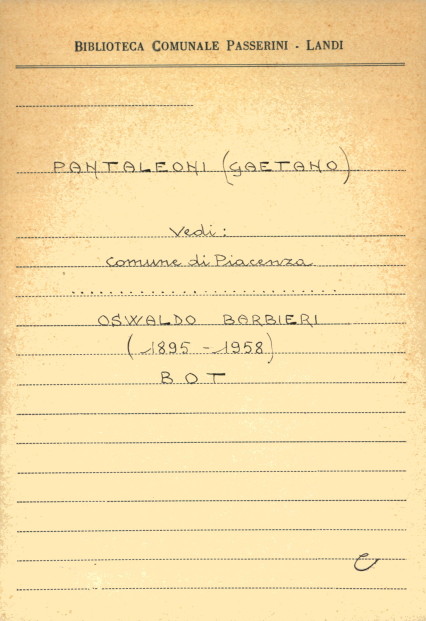 BIBLIOTECA COMUNALE PASSERINI - LANDI
PANTALEONI (GAETANO)
Vedi:
Comune di Piacenza
..........................
OSWALDO BARBIERI
(1895 - 1958)
BOT